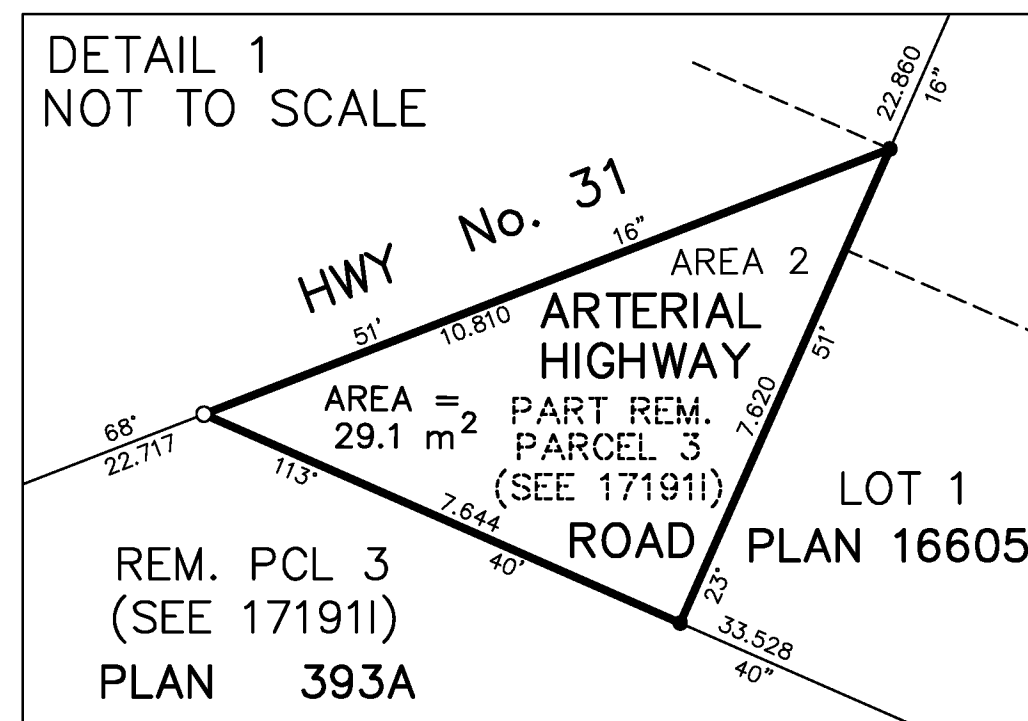 DETAIL 1
NOT TO SCALE
22.860
16"
HWY No. 31
16"
AREA 2
51'
10.810
ARTERIAL
HIGHWAY
51'
AREA =
29.1 m²
PART REM.
PARCEL 3
(SEE 17191I)
7.620
68°
22.717
113°
7.644
40'
ROAD
LOT 1
PLAN 16605
23°
REM. PCL 3
(SEE 17191I)
PLAN 393A
33.528
40"